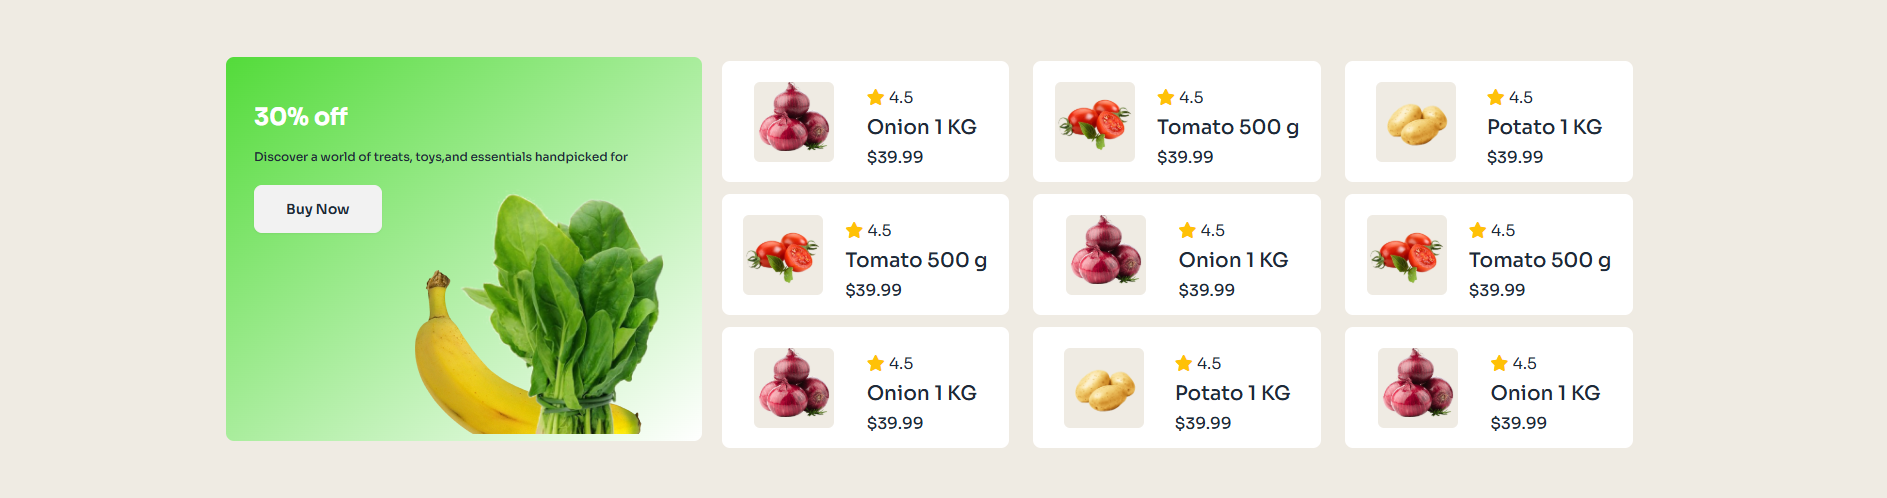 30% off
Discover a world of treats, toys,and essentials handpicked for
Buy Now
4.5
Onion 1 KG
$39.99
4.5
Tomato 500 g
$39.99
4.5
Potato 1 KG
$39.99
4.5
Tomato 500 g
$39.99
4.5
Onion 1 KG
$39.99
4.5
Tomato 500 g
$39.99
4.5
Onion 1 KG
$39.99
4.5
Potato 1 KG
$39.99
4.5
Onion 1 KG
$39.99